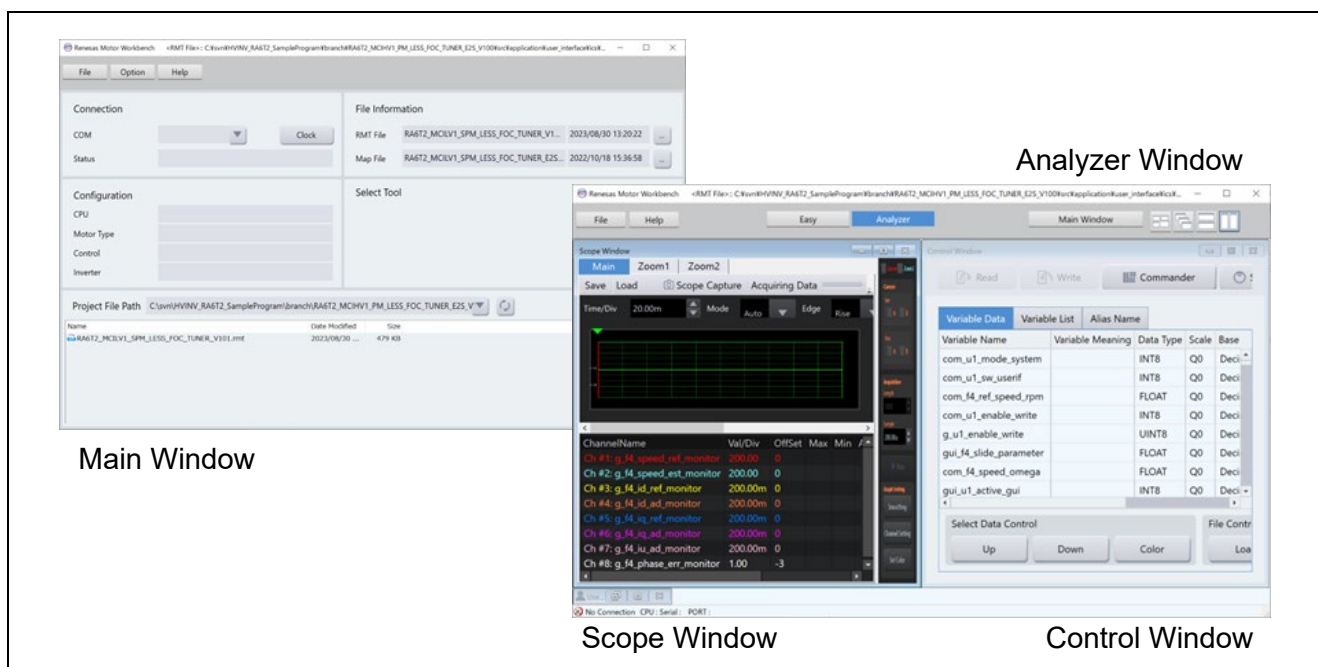 Renesas Motor Workbench <RMT File> : C:¥svn¥HVINV_RA6T2_SampleProgram¥branch¥RA6T2_MCIHV1_PM_LESS_FOC_TUNER_E2S_V100¥src¥application¥user_interface¥ics¥...
File Option Help
Connection
COM Clock
Status
File Information
RMT File RA6T2_MCILV1_SPM_LESS_FOC_TUNER_V1... 2023/08/30 13:20:22 ...
Map File RA6T2_MCILV1_SPM_LESS_FOC_TUNER_E2S... 2022/10/18 15:36:58 ...
Configuration
CPU
Motor Type
Control
Inverter
Select Tool
Project File Path C:¥svn¥HVINV_RA6T2_SampleProgram¥branch¥RA6T2_MCIHV1_PM_LESS_FOC_TUNER_E2S_V
Name Date Modified Size
RA6T2_MCILV1_SPM_LESS_FOC_TUNER_V101.rmt 2023/08/30 ... 479 KB
Main Window
Analyzer Window
Renesas Motor Workbench <RMT File> : C:¥svn¥HVINV_RA6T2_SampleProgram¥branch¥RA6T2_MCIHV1_PM_LESS_FOC_TUNER_E2S_V100¥src¥application¥user_interface¥ics¥...
File Help Easy Analyzer Main Window
Scope Window
Main Zoom1 Zoom2
Save Load Scope Capture Acquiring Data
Time/Div 20.00m Mode Auto Edge Rise
ChannelName Val/Div OffSet Max Min A
Ch #1: g_f4_speed_ref_monitor 200.00 0
Ch #2: g_f4_speed_est_monitor 200.00 0
Ch #3: g_f4_id_ref_monitor 200.00m 0
Ch #4: g_f4_id_ad_monitor 200.00m 0
Ch #5: g_f4_iq_ref_monitor 200.00m 0
Ch #6: g_f4_iq_ad_monitor 200.00m 0
Ch #7: g_f4_iu_ad_monitor 200.00m 0
Ch #8: g_f4_phase_err_monitor 1.00 -3
Smoothing
Channel Setting
Set Color
Control Window
Read Write Commander
Variable Data Variable List Alias Name
Variable Name Variable Meaning Data Type Scale Base
com_u1_mode_system INT8 Q0 Deci
com_u1_sw_userif INT8 Q0 Deci
com_f4_ref_speed_rpm FLOAT Q0 Deci
com_u1_enable_write INT8 Q0 Deci
g_u1_enable_write UINT8 Q0 Deci
gui_f4_slide_parameter FLOAT Q0 Deci
com_f4_speed_omega FLOAT Q0 Deci
gui_u1_active_gui INT8 Q0 Deci
Select Data Control File Contr
Up Down Color Loa
No Connection CPU : Serial : PORT :
Scope Window
Control Window